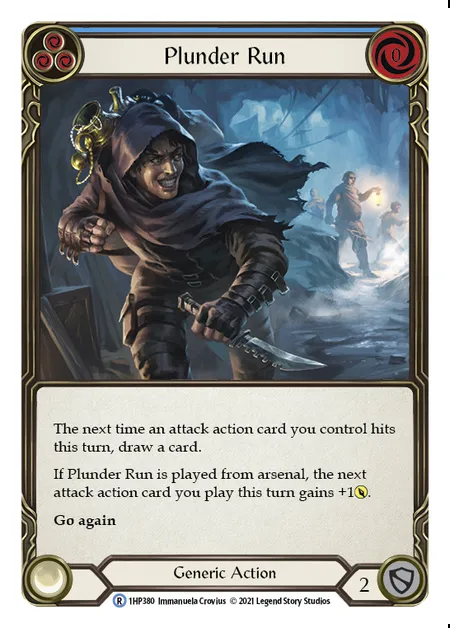 Plunder Run
0
The next time an attack action card you control hits
this turn, draw a card.
If Plunder Run is played from arsenal, the next
attack action card you play this turn gains +1.
Go again
Generic Action
2
R 1HP380 Immanuela Crovius © 2021 Legend Story Studios